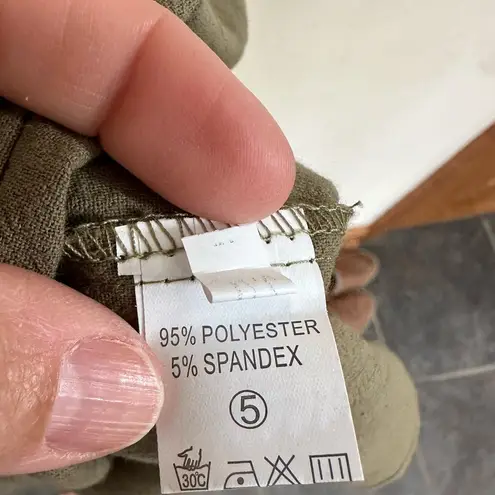 95% POLYESTER
5% SPANDEX
5
30℃